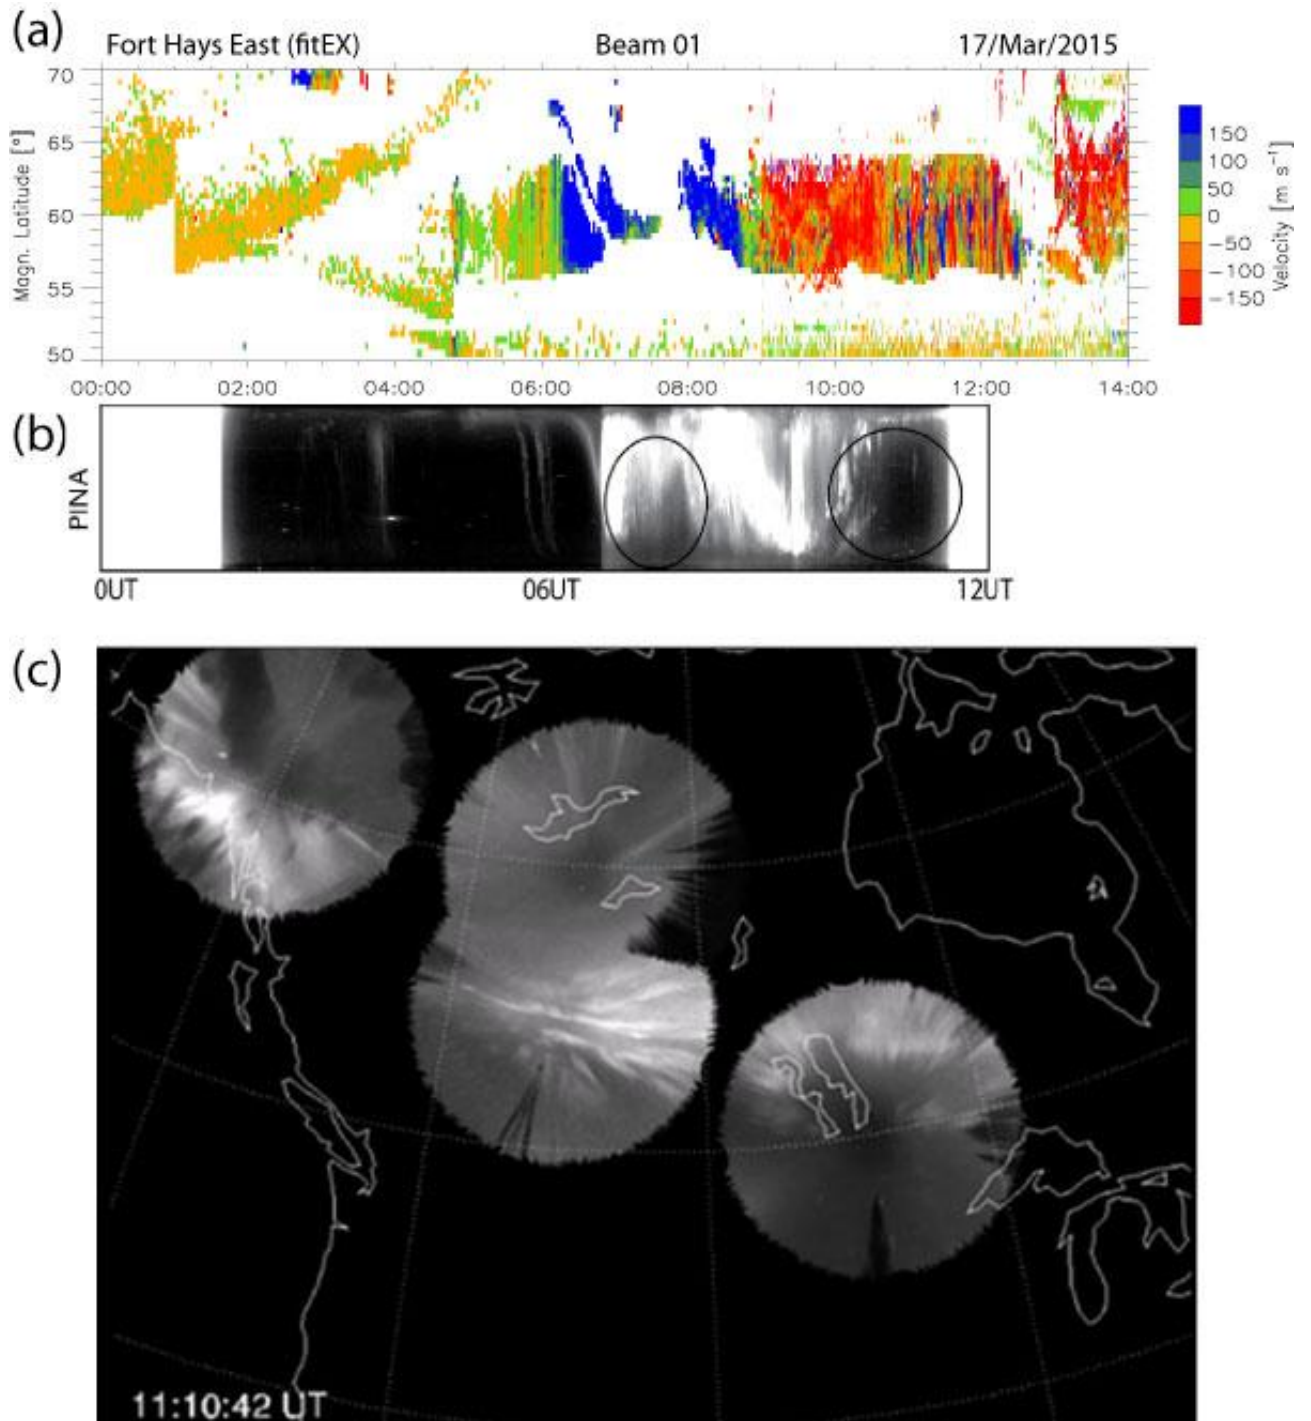 (a)
Fort Hays East (fitEX) Beam 01 17/Mar/2015
Magn. Latitude [°]
70
65
60
55
50
00:00 02:00 04:00 06:00 08:00 10:00 12:00 14:00
150
100
50
0
−50
−100
−150
Velocity [m s⁻¹]
(b)
PINA
0UT 06UT 12UT
(c)
11:10:42 UT